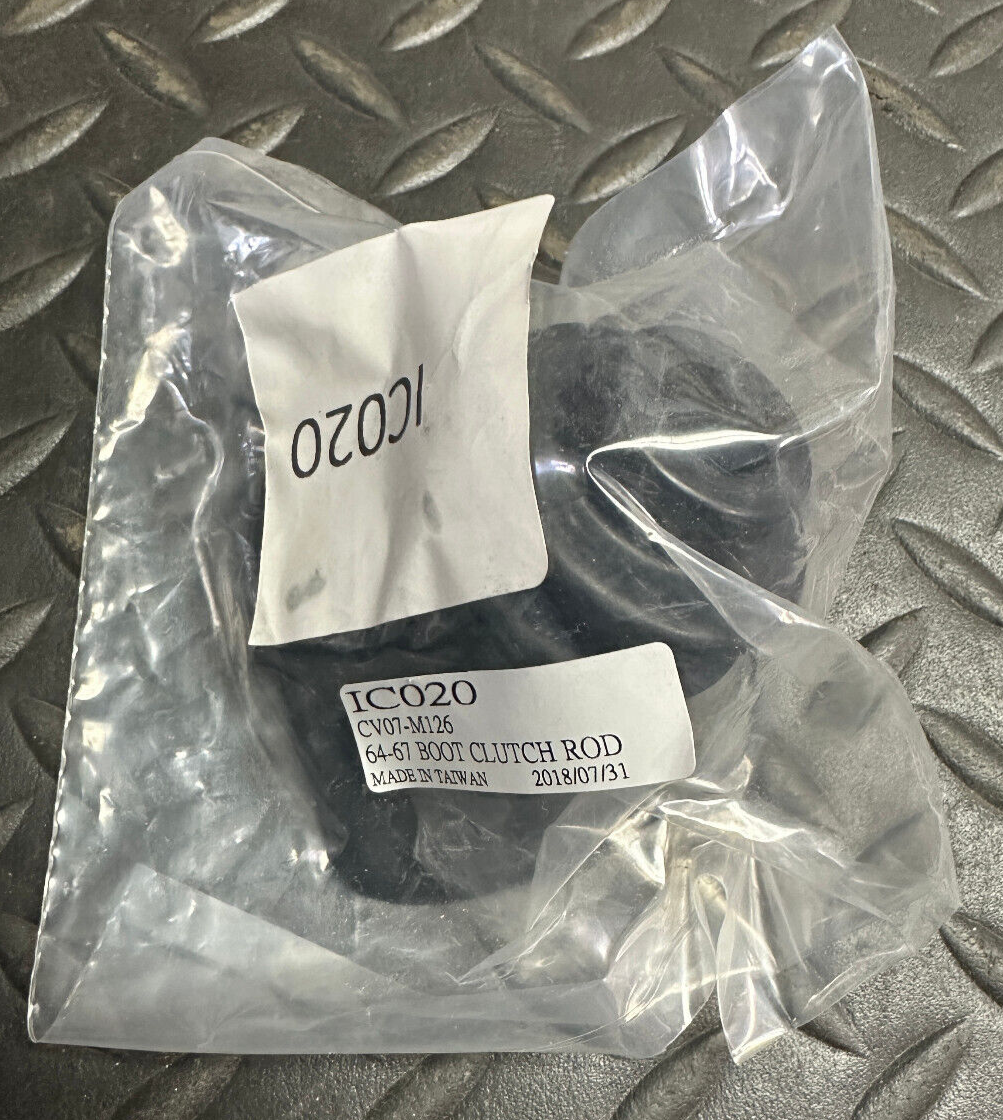 IC020
IC020
CV07-M126
64-67 BOOT CLUTCH ROD
MADE IN TAIWAN 2018/07/31